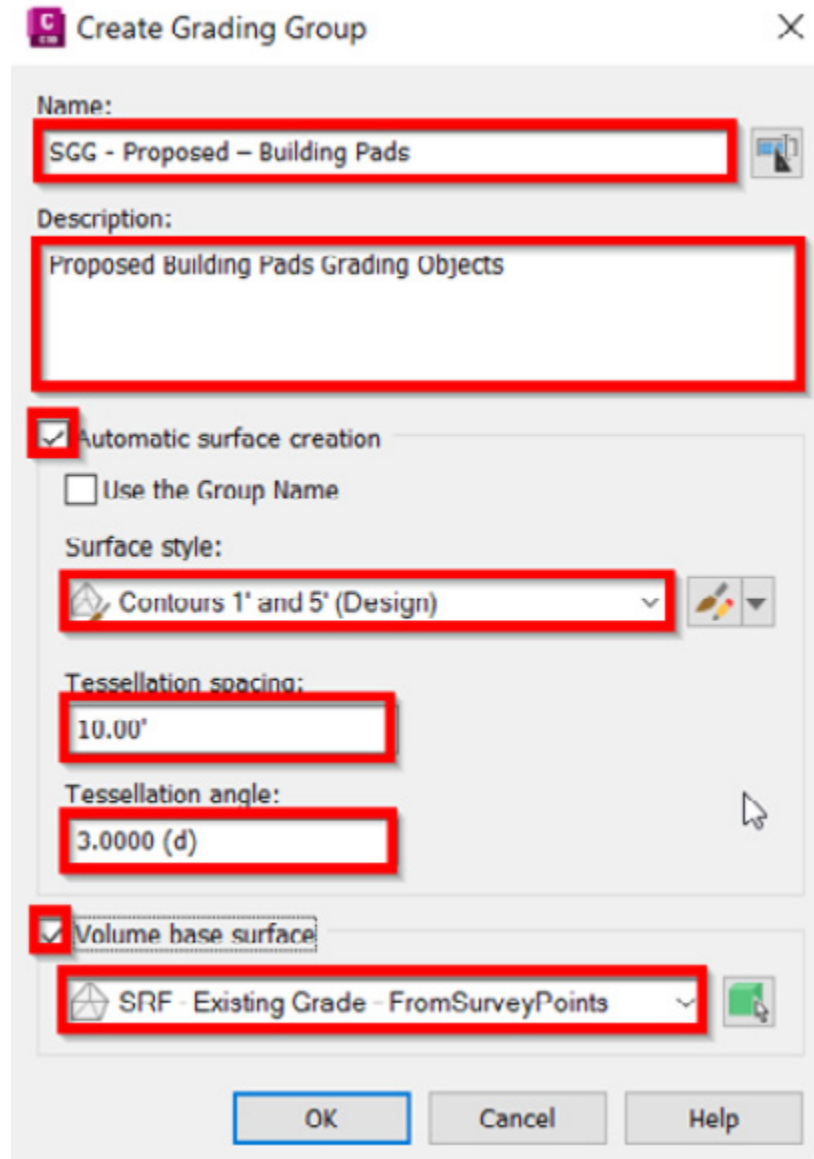 Create Grading Group
Name:
SGG - Proposed – Building Pads
Description:
Proposed Building Pads Grading Objects
Automatic surface creation
Use the Group Name
Surface style:
Contours 1' and 5' (Design)
Tessellation spacing:
10.00'
Tessellation angle:
3.0000 (d)
Volume base surface
SRF - Existing Grade - FromSurveyPoints
OK Cancel Help